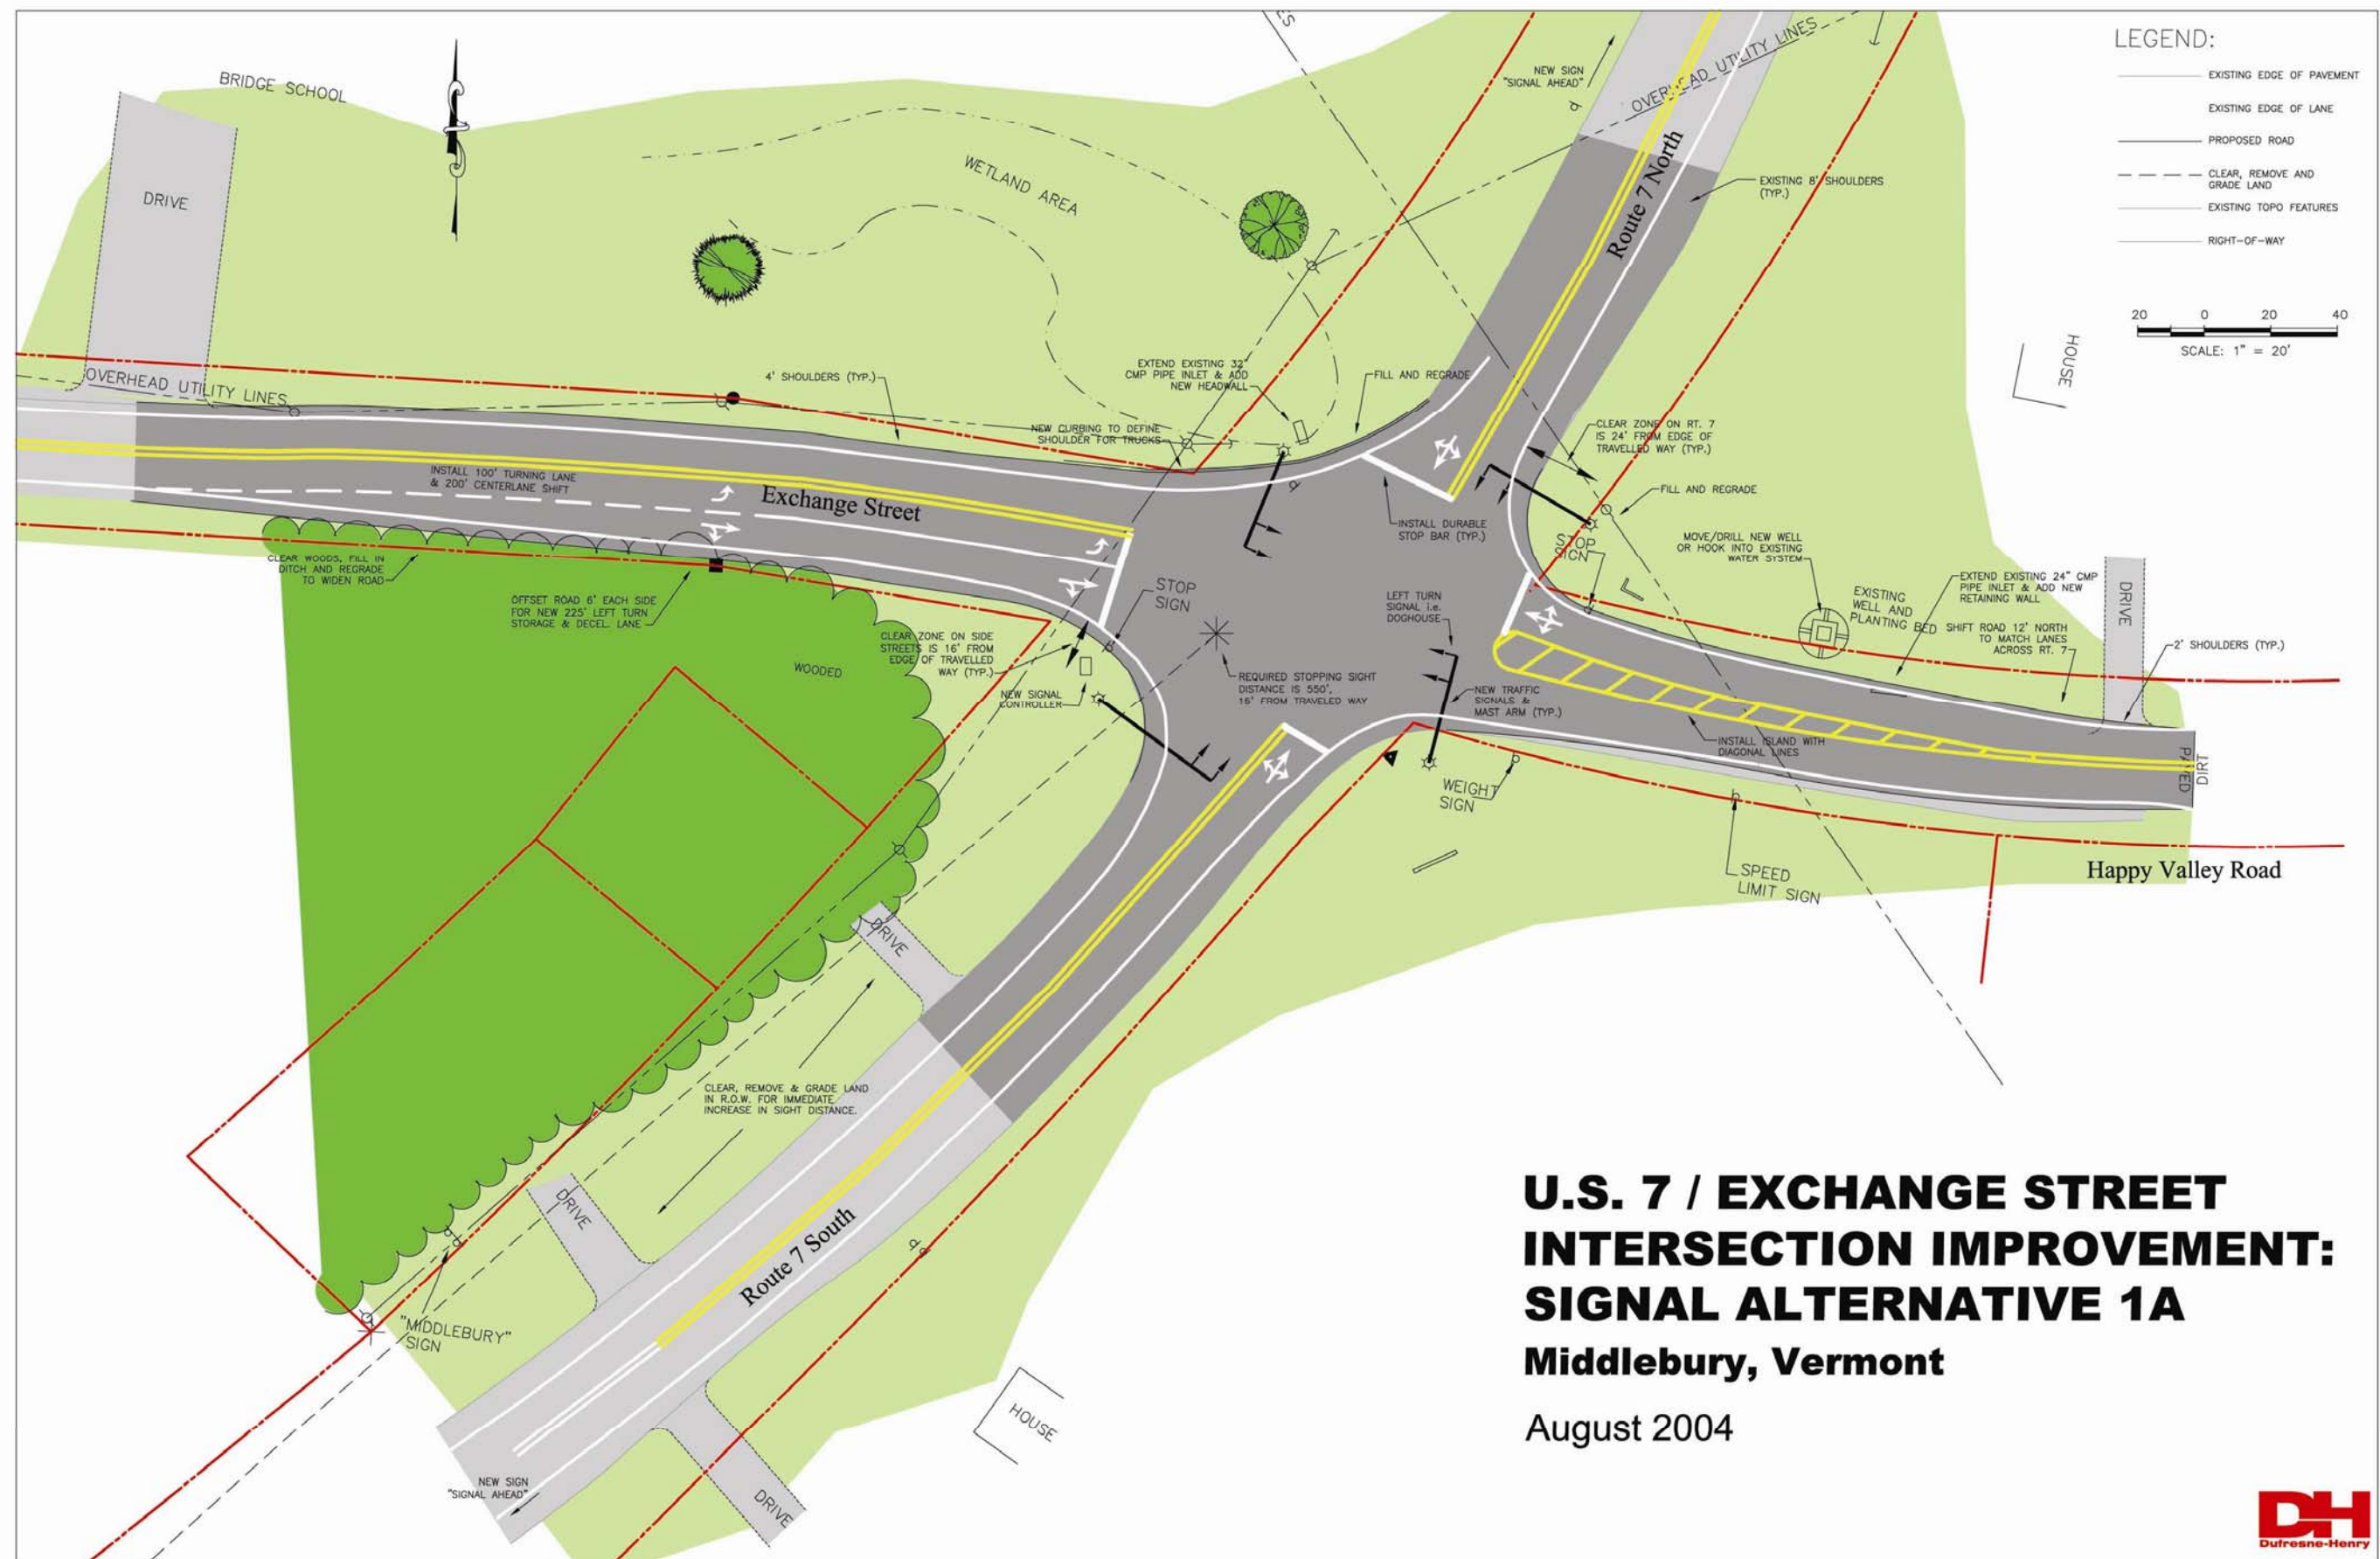 LEGEND:
EXISTING EDGE OF PAVEMENT
EXISTING EDGE OF LANE
PROPOSED ROAD
CLEAR, REMOVE AND
GRADE LAND
EXISTING TOPO FEATURES
RIGHT-OF-WAY
20 0 20 40
SCALE: 1" = 20'
BRIDGE SCHOOL
DRIVE
WETLAND AREA
ES
NEW SIGN
"SIGNAL AHEAD"
OVERHEAD UTILITY LINES
Route 7 North
EXISTING 8' SHOULDERS
(TYP.)
HOUSE
OVERHEAD UTILITY LINES
4' SHOULDERS (TYP.)
EXTEND EXISTING 32"
CMP PIPE INLET & ADD
NEW HEADWALL
FILL AND REGRADE
NEW CURBING TO DEFINE
SHOULDER FOR TRUCKS
CLEAR ZONE ON RT. 7
IS 24' FROM EDGE OF
TRAVELLED WAY (TYP.)
INSTALL 100' TURNING LANE
& 200' CENTERLANE SHIFT
Exchange Street
FILL AND REGRADE
INSTALL DURABLE
STOP BAR (TYP.)
STOP
SIGN
MOVE/DRILL NEW WELL
OR HOOK INTO EXISTING
WATER SYSTEM
CLEAR WOODS, FILL IN
DITCH AND REGRADE
TO WIDEN ROAD
OFFSET ROAD 6' EACH SIDE
FOR NEW 225' LEFT TURN
STORAGE & DECEL. LANE
STOP
SIGN
LEFT TURN
SIGNAL i.e.
DOGHOUSE
EXISTING
WELL AND
PLANTING BED
EXTEND EXISTING 24" CMP
PIPE INLET & ADD NEW
RETAINING WALL
DRIVE
SHIFT ROAD 12' NORTH
TO MATCH LANES
ACROSS RT. 7
2' SHOULDERS (TYP.)
WOODED
CLEAR ZONE ON SIDE
STREETS IS 16' FROM
EDGE OF TRAVELLED
WAY (TYP.)
NEW SIGNAL
CONTROLLER
REQUIRED STOPPING SIGHT
DISTANCE IS 550',
16' FROM TRAVELED WAY
NEW TRAFFIC
SIGNALS &
MAST ARM (TYP.)
INSTALL ISLAND WITH
DIAGONAL LINES
PAVED
DIRT
WEIGHT
SIGN
SPEED
LIMIT SIGN
Happy Valley Road
DRIVE
CLEAR, REMOVE & GRADE LAND
IN R.O.W. FOR IMMEDIATE
INCREASE IN SIGHT DISTANCE.
DRIVE
Route 7 South
"MIDDLEBURY"
SIGN
HOUSE
NEW SIGN
"SIGNAL AHEAD"
DRIVE
U.S. 7 / EXCHANGE STREET
INTERSECTION IMPROVEMENT:
SIGNAL ALTERNATIVE 1A
Middlebury, Vermont
August 2004
DH
Dufresne-Henry